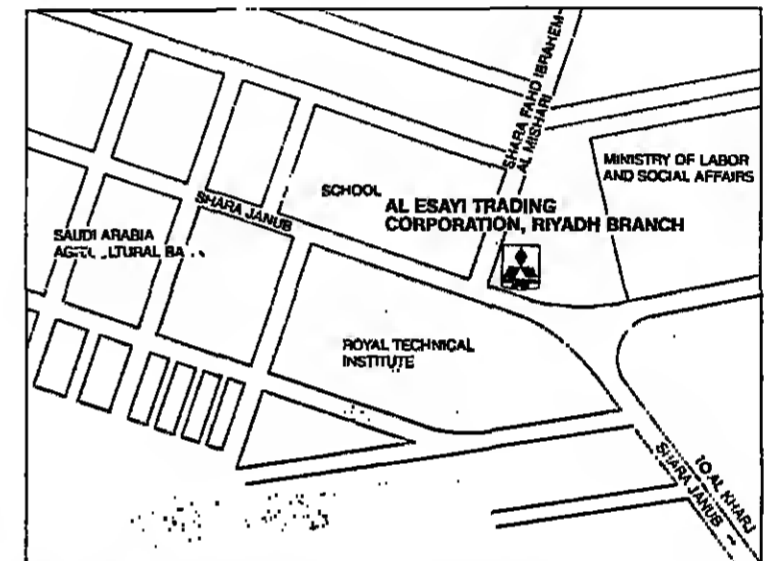 SHARA FAHD IBRAHEM
AL MISHARI
MINISTRY OF LABOR
AND SOCIAL AFFAIRS
SCHOOL
SHARA JANUB
AL ESAYI TRADING
CORPORATION, RIYADH BRANCH
SAUDI ARABIA
ROYAL TECHNICAL
INSTITUTE
TO AL KHARJ
SHARA JANUB